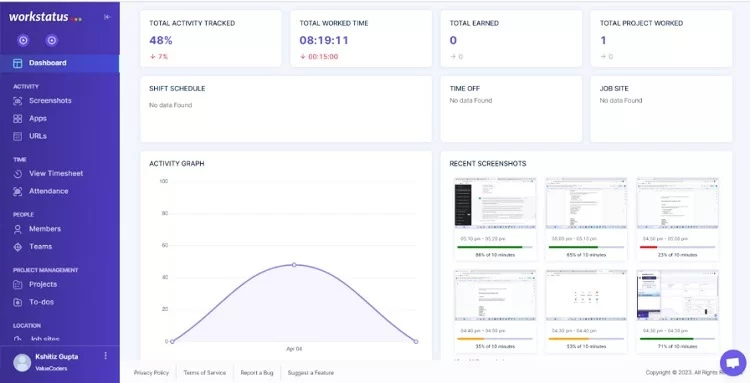 workstatus
Dashboard
ACTIVITY
Screenshots
Apps
URLs
TIME
View Timesheet
Attendance
PEOPLE
Members
Teams
PROJECT MANAGEMENT
Projects
To-dos
LOCATION
Job sites
Kshitiz Gupta
ValueCoders
TOTAL ACTIVITY TRACKED
48%
↓ 7%
TOTAL WORKED TIME
08:19:11
↓ 00:15:00
TOTAL EARNED
0
→ 0
TOTAL PROJECT WORKED
1
→ 0
SHIFT SCHEDULE
No data Found
TIME OFF
No data Found
JOB SITE
No data Found
ACTIVITY GRAPH
100
80
60
40
20
0
Apr 04
RECENT SCREENSHOTS
05:10 pm - 05:20 pm
86% of 10 minutes
05:00 pm - 05:10 pm
65% of 10 minutes
04:50 pm - 05:00 pm
23% of 10 minutes
04:40 pm - 04:50 pm
35% of 10 minutes
04:30 pm - 04:40 pm
53% of 10 minutes
71% of 10 minutes
Privacy Policy
Terms of Service
Report a Bug
Suggest a Feature
Copyright © 2023. All Rights